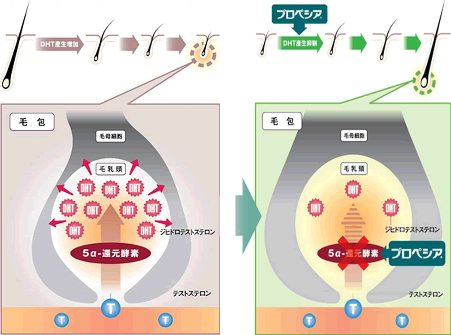 DHT産生増加
プロペシア
DHT産生抑制
毛 包
毛母細胞
毛乳頭
DHT
DHT
DHT
DHT
DHT
DHT
DHT
DHT
DHT
ジヒドロテストステロン
5α-還元酵素
テストステロン
T
T
T
毛 包
毛母細胞
毛乳頭
DHT
DHT
DHT
ジヒドロテストステロン
5α-還元酵素
プロペシア
テストステロン
T
T
T